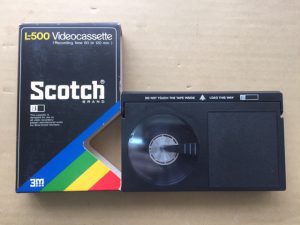 L-500 Videocassette
(Recording time 60 or 120 min.)
Scotch®
BRAND
3M
DO NOT TOUCH THE TAPE INSIDE
LOAD THIS WAY